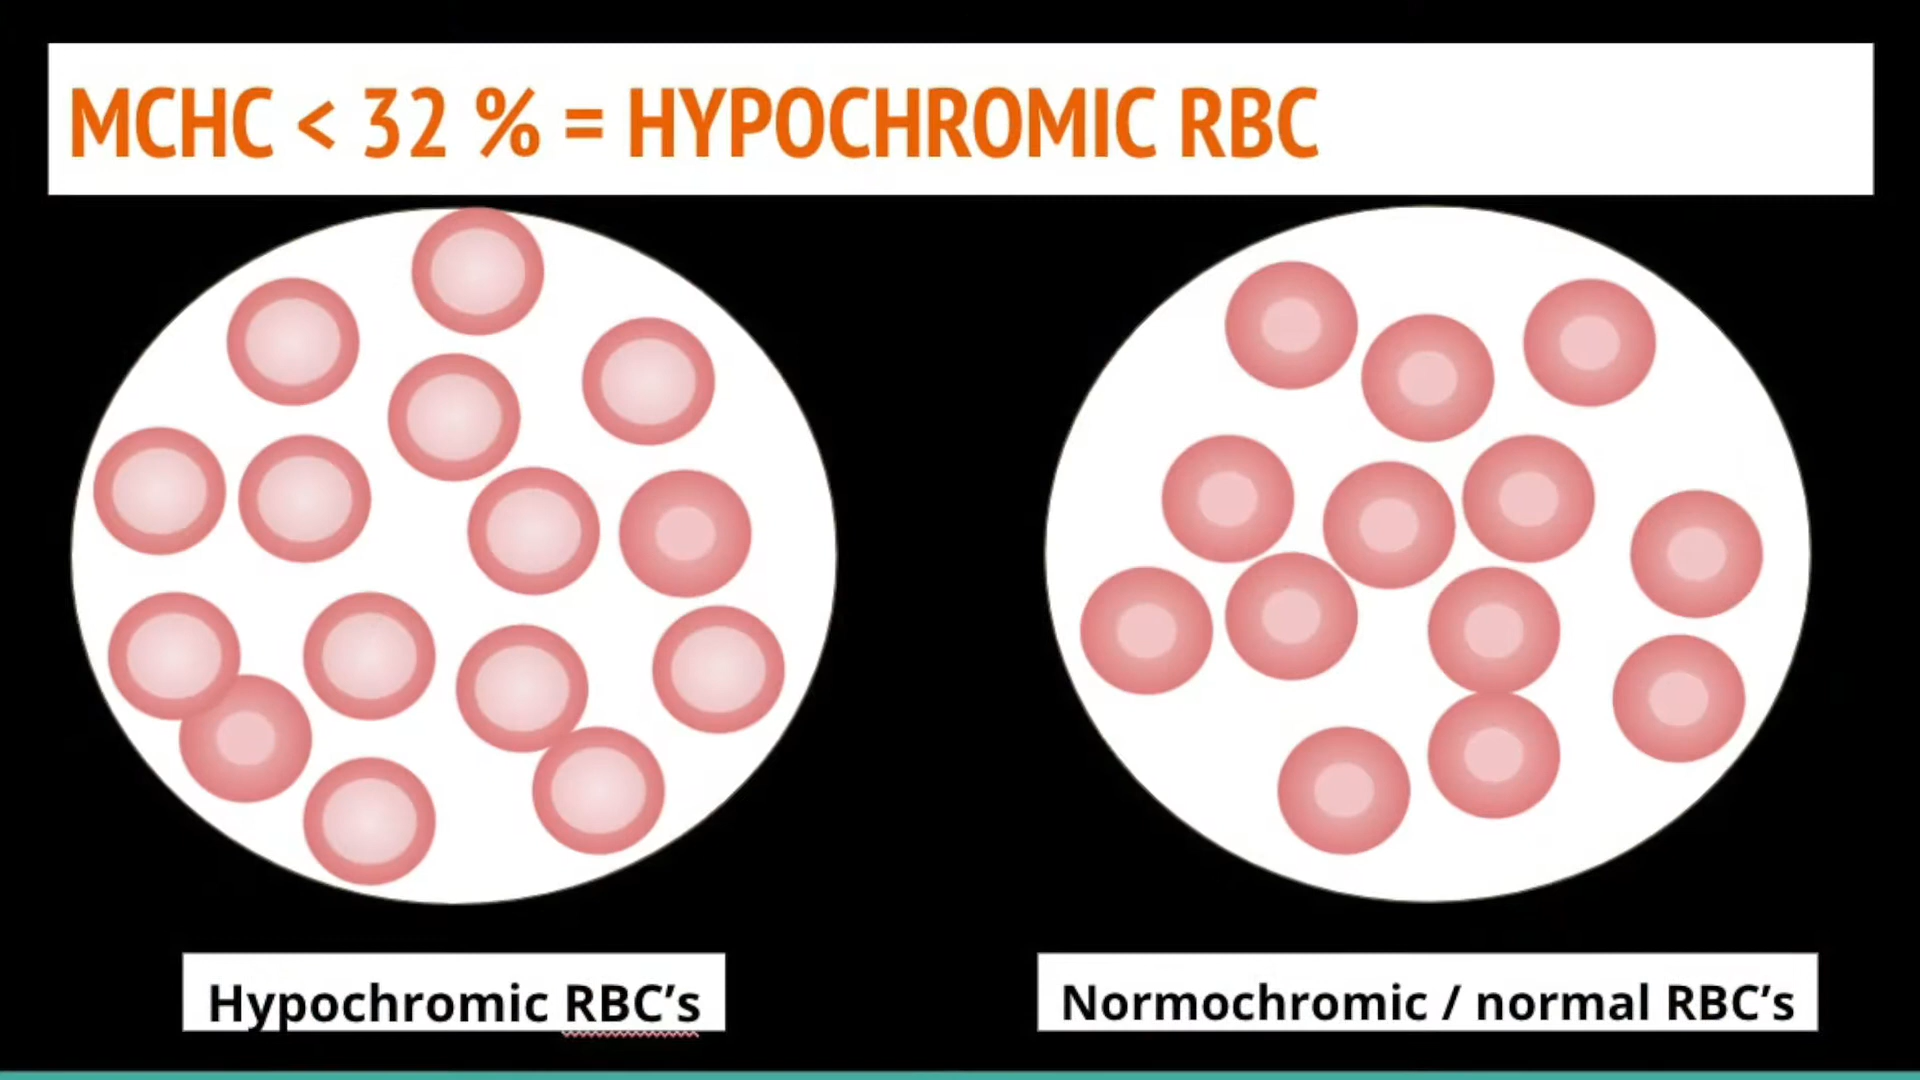 MCHC < 32 % = HYPOCHROMIC RBC
Hypochromic RBC’s
Normochromic / normal RBC’s